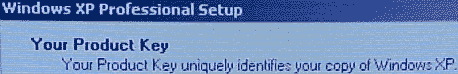 Windows XP Professional Setup
Your Product Key
Your Product Key uniquely identifies your copy of Windows XP.